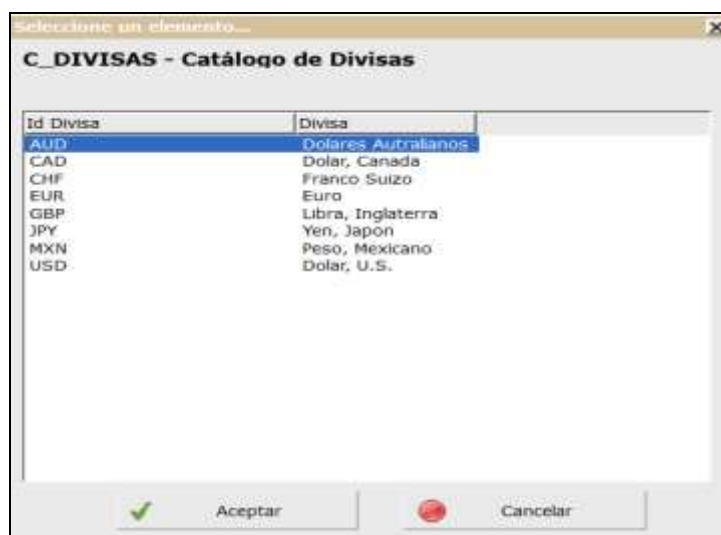 Seleccione un elemento...
C_DIVISAS - Catálogo de Divisas
Id Divisa Divisa
AUD Dolares Autralianos
CAD Dolar, Canada
CHF Franco Suizo
EUR Euro
GBP Libra, Inglaterra
JPY Yen, Japon
MXN Peso, Mexicano
USD Dolar, U.S.
Aceptar Cancelar